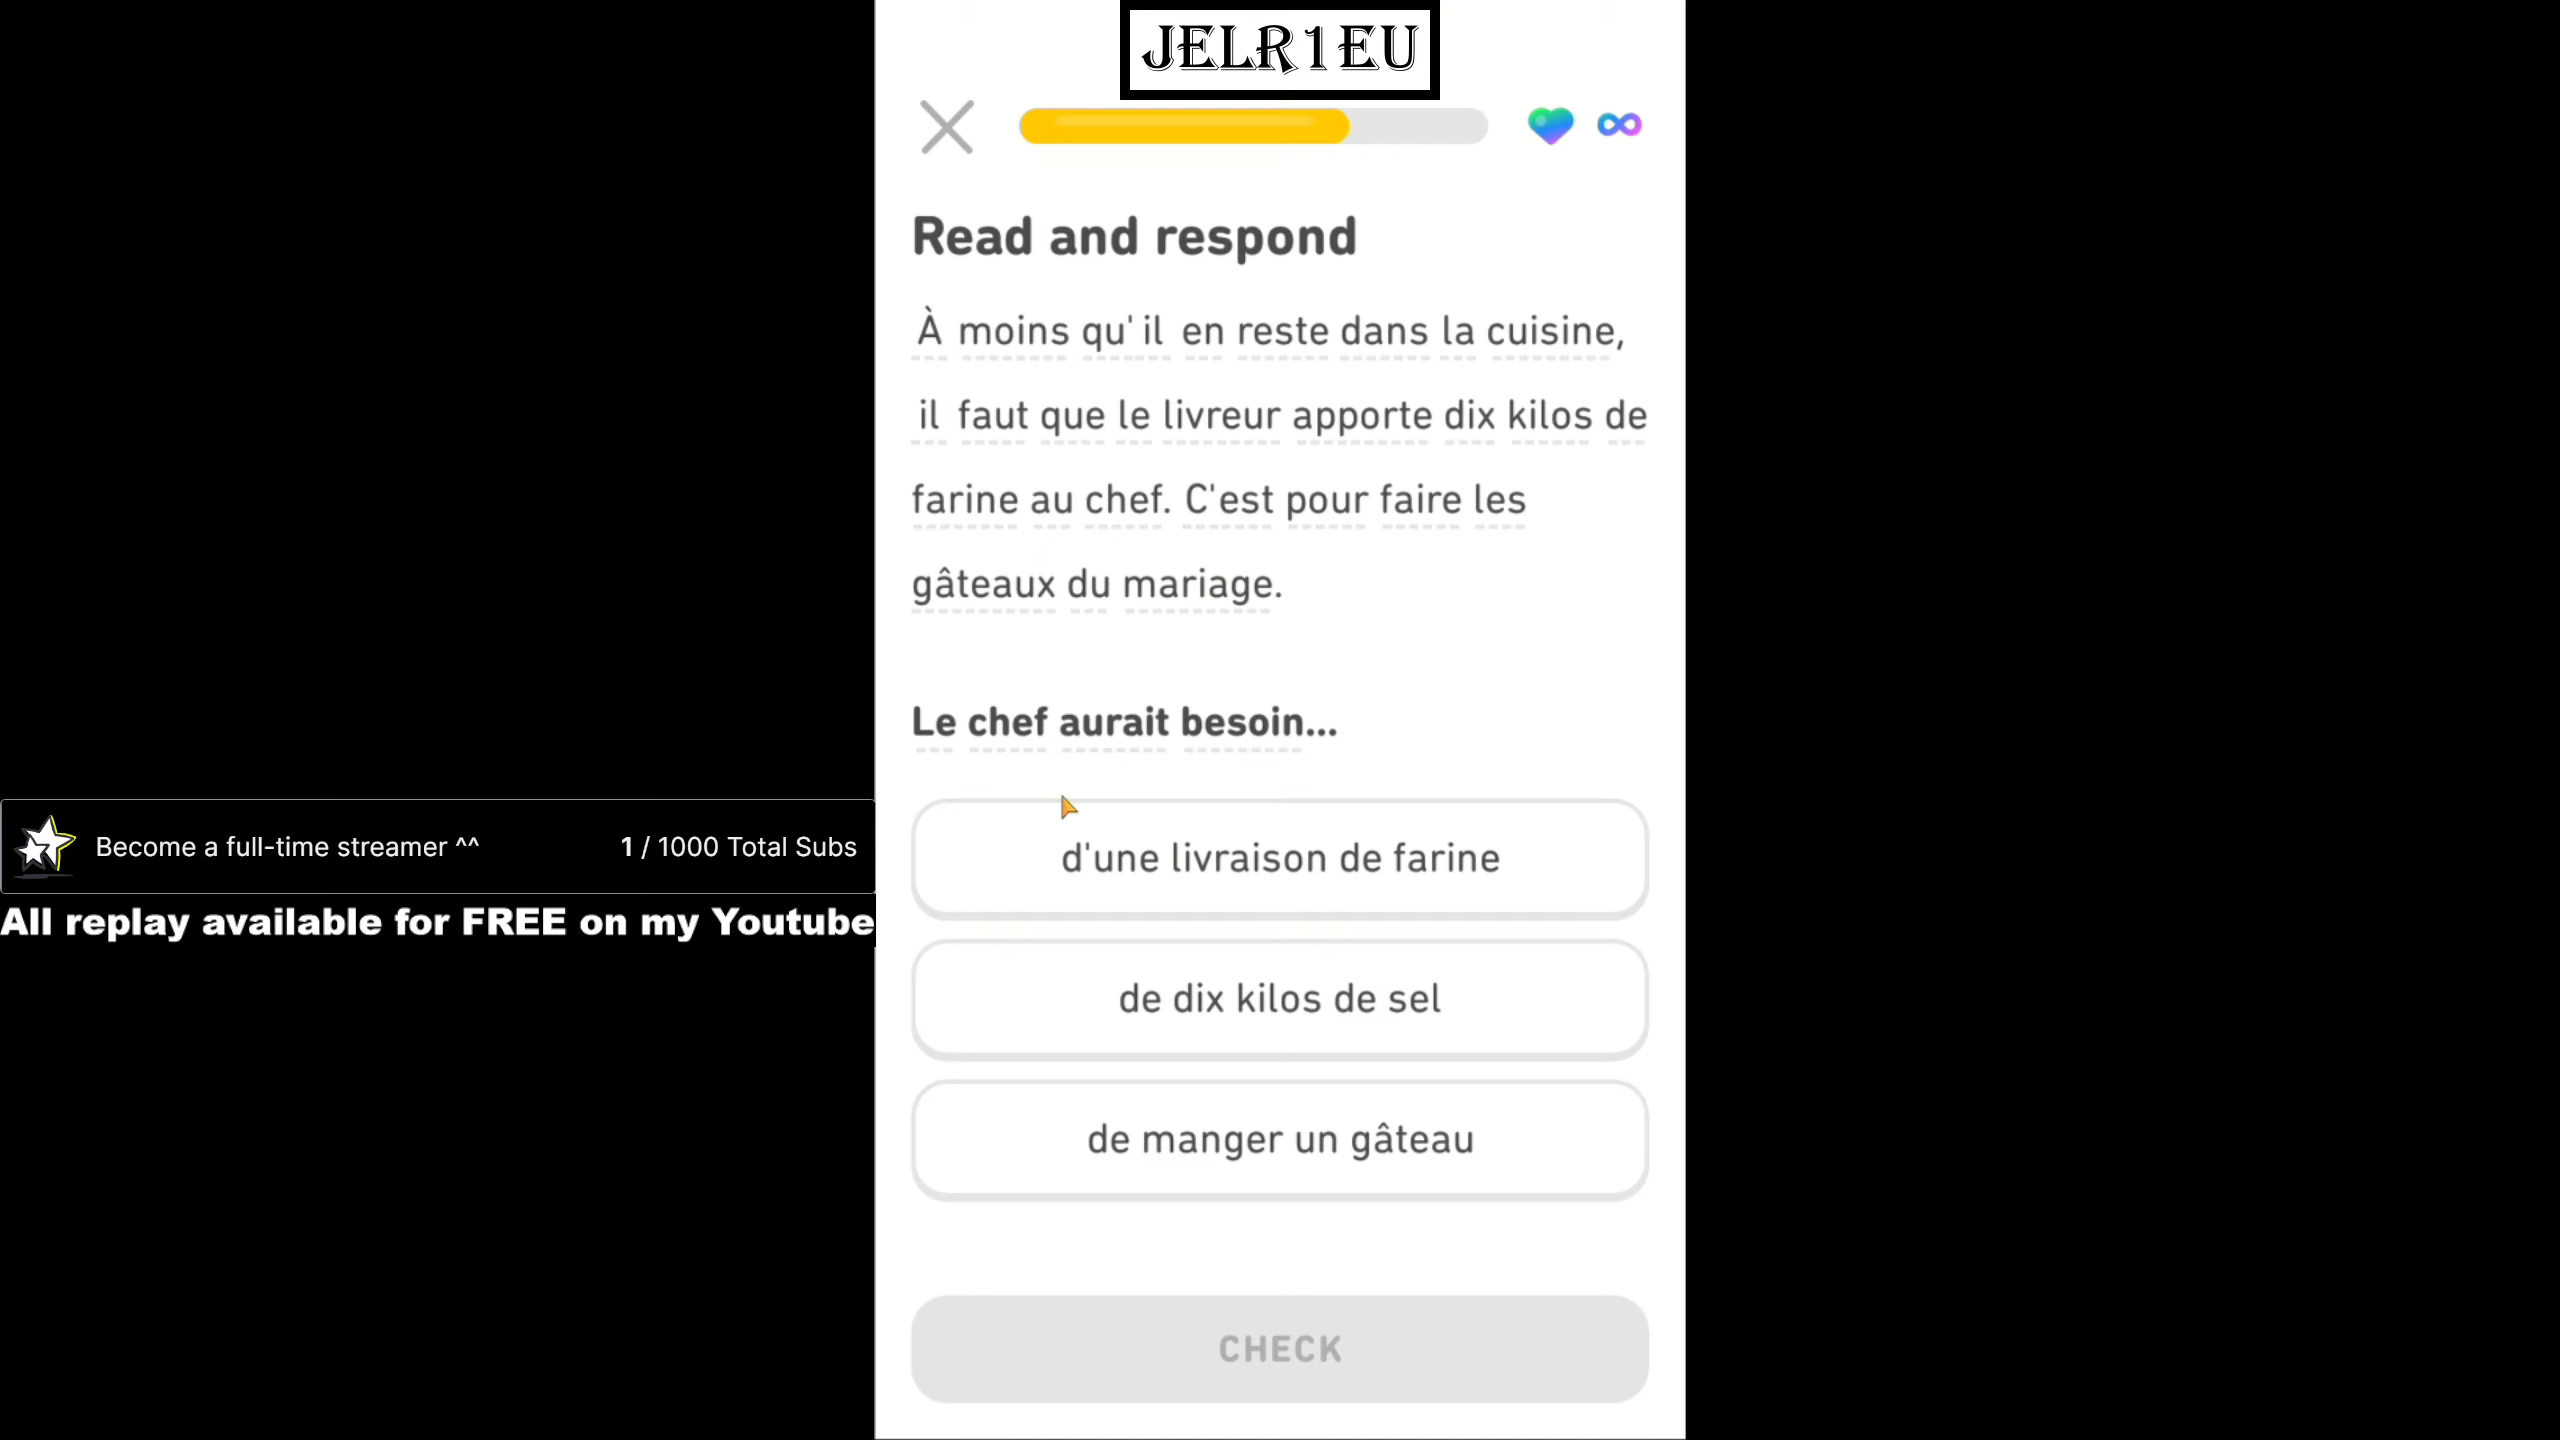 JELR1EU
Read and respond
À moins qu'il en reste dans la cuisine,
il faut que le livreur apporte dix kilos de
farine au chef. C'est pour faire les
gâteaux du mariage.
Le chef aurait besoin...
d'une livraison de farine
de dix kilos de sel
de manger un gâteau
CHECK
Become a full-time streamer ^^ 1 / 1000 Total Subs
All replay available for FREE on my Youtube